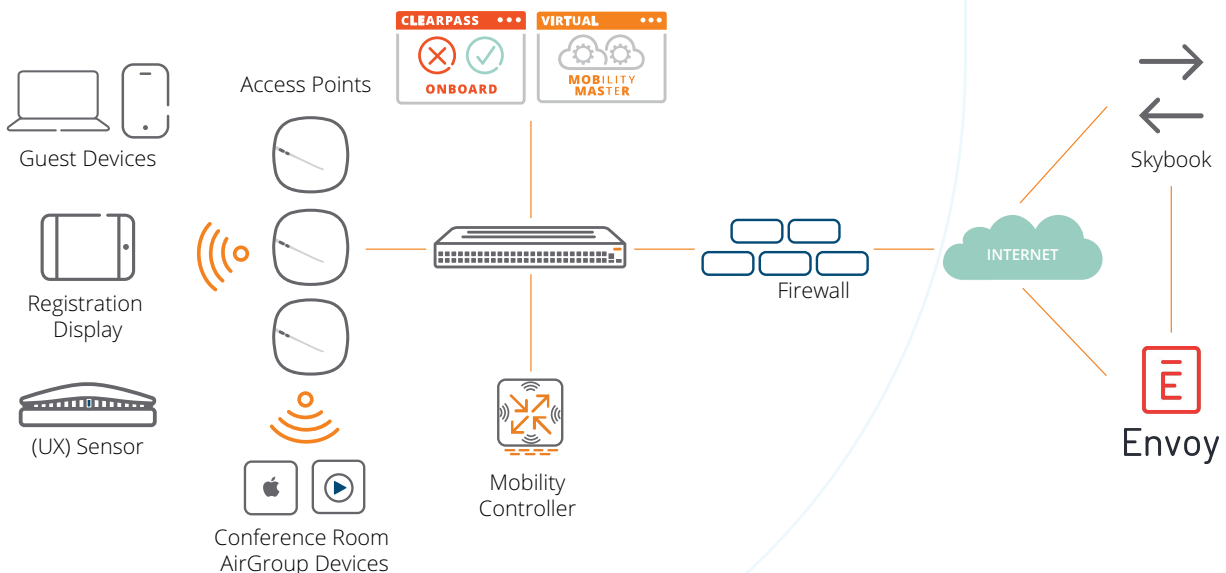 CLEARPASS
ONBOARD
VIRTUAL
MOBILITY
MASTER
Access Points
Guest Devices
Registration
Display
(UX) Sensor
Conference Room
AirGroup Devices
Mobility
Controller
Firewall
INTERNET
Skybook
E
Envoy